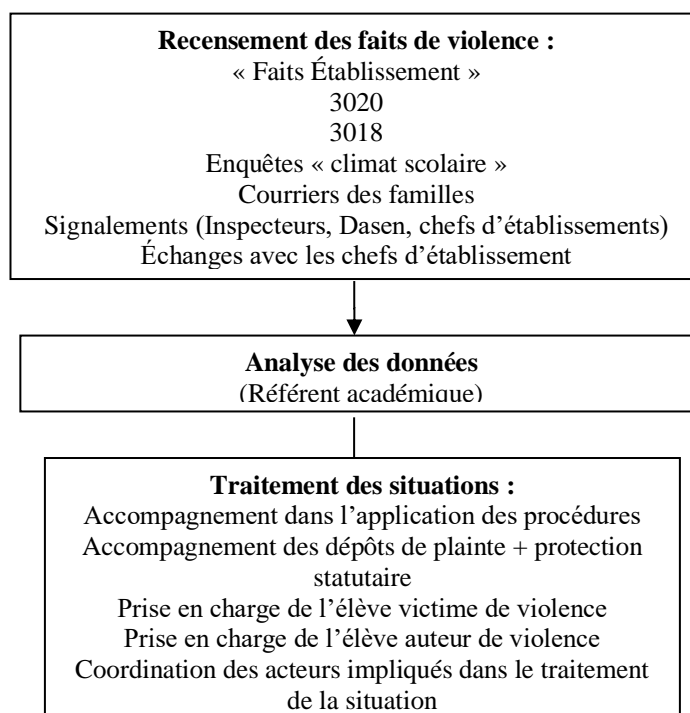 Recensement des faits de violence :
« Faits Établissement »
3020
3018
Enquêtes « climat scolaire »
Courriers des familles
Signalements (Inspecteurs, Dasen, chefs d’établissements)
Échanges avec les chefs d’établissement
Analyse des données
(Référent académique)
Traitement des situations :
Accompagnement dans l’application des procédures
Accompagnement des dépôts de plainte + protection
statutaire
Prise en charge de l’élève victime de violence
Prise en charge de l’élève auteur de violence
Coordination des acteurs impliqués dans le traitement
de la situation